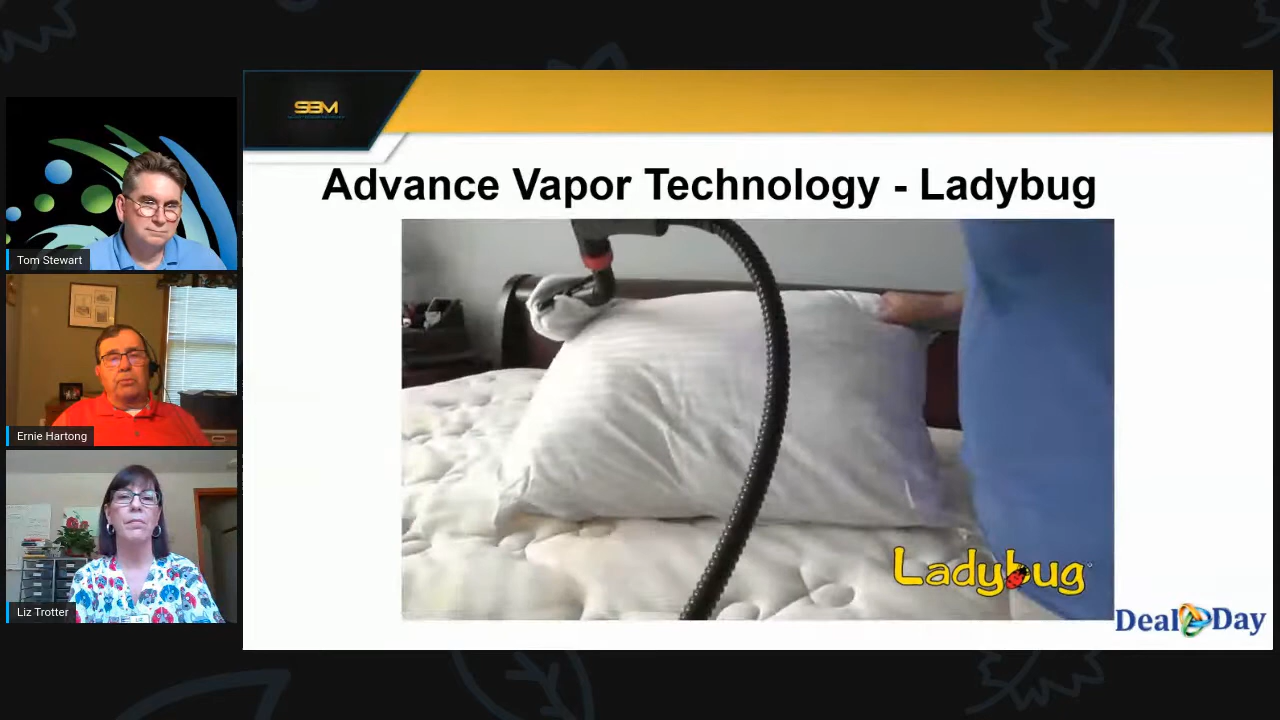 SBM
Advance Vapor Technology - Ladybug
Tom Stewart
Ernie Hartong
Liz Trotter
Ladybug
Deal Day